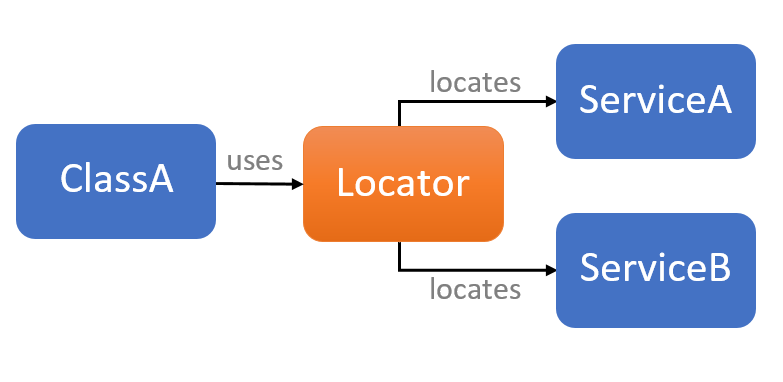 ClassA
uses
Locator
locates
ServiceA
locates
ServiceB